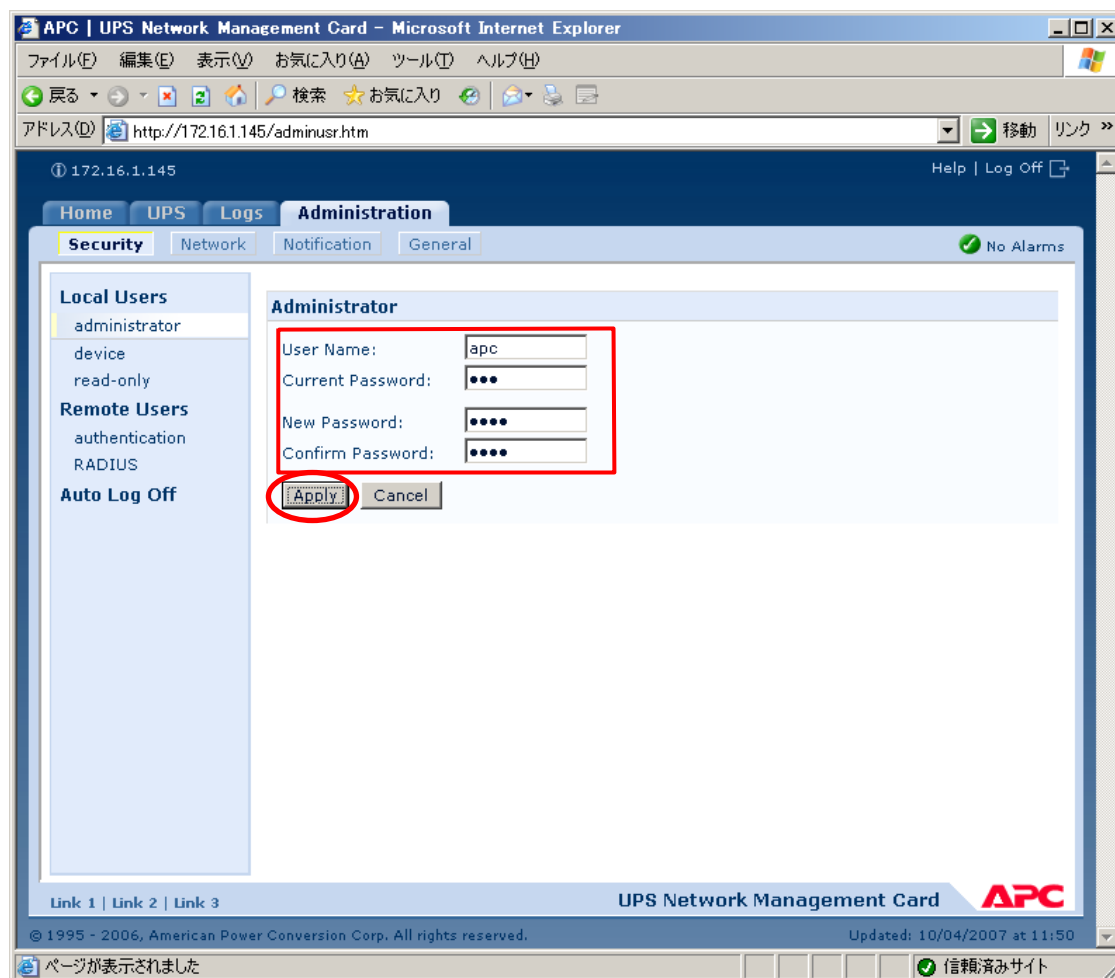 APC | UPS Network Management Card - Microsoft Internet Explorer
ファイル(F) 編集(E) 表示(V) お気に入り(A) ツール(T) ヘルプ(H)
戻る 検索 お気に入り
アドレス(D) http://172.16.1.145/adminusr.htm 移動 リンク »
172.16.1.145 Help | Log Off
Home UPS Logs Administration
Security Network Notification General No Alarms
Local Users
administrator
device
read-only
Remote Users
authentication
RADIUS
Auto Log Off
Administrator
User Name: apc
Current Password: •••
New Password: ••••
Confirm Password: ••••
Apply Cancel
Link 1 | Link 2 | Link 3 UPS Network Management Card APC
© 1995 - 2006, American Power Conversion Corp. All rights reserved. Updated: 10/04/2007 at 11:50
ページが表示されました 信頼済みサイト